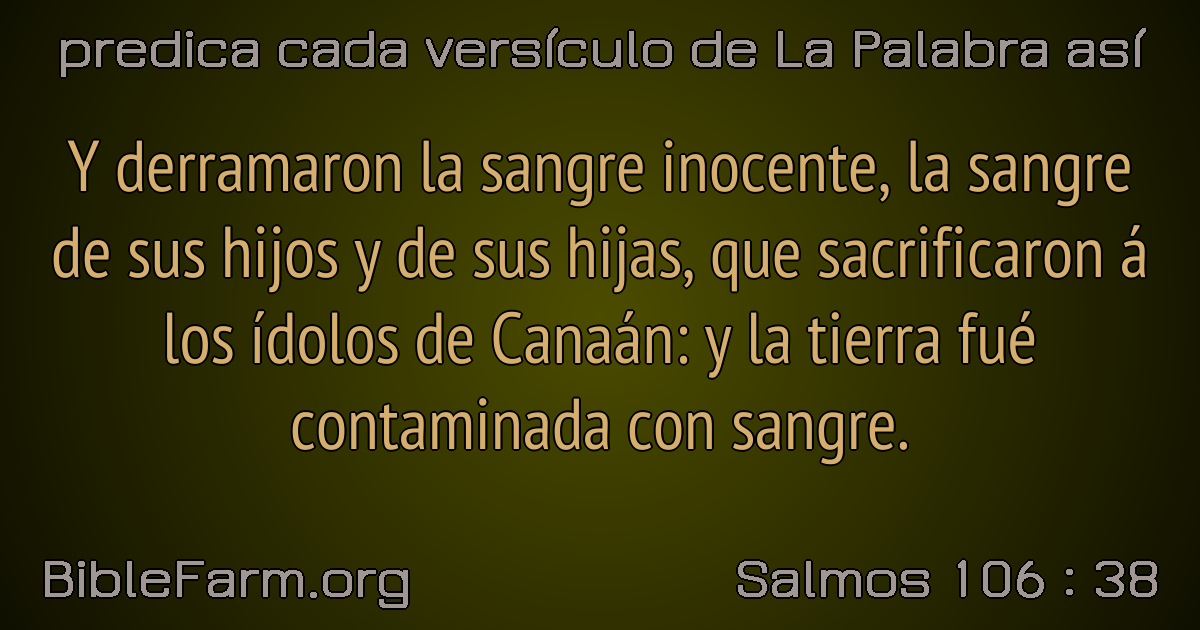 predica cada versículo de La Palabra así
Y derramaron la sangre inocente, la sangre
de sus hijos y de sus hijas, que sacrificaron á
los ídolos de Canaán: y la tierra fué
contaminada con sangre.
BibleFarm.org
Salmos 106 : 38